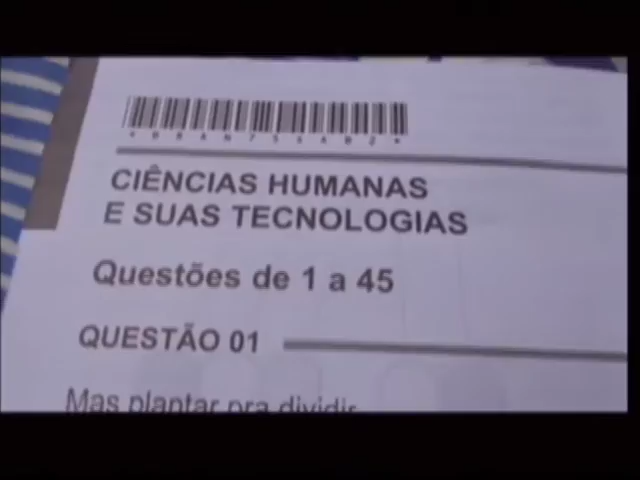 CIÊNCIAS HUMANAS
E SUAS TECNOLOGIAS
Questões de 1 a 45
QUESTÃO 01
Mas plantar pra dividir